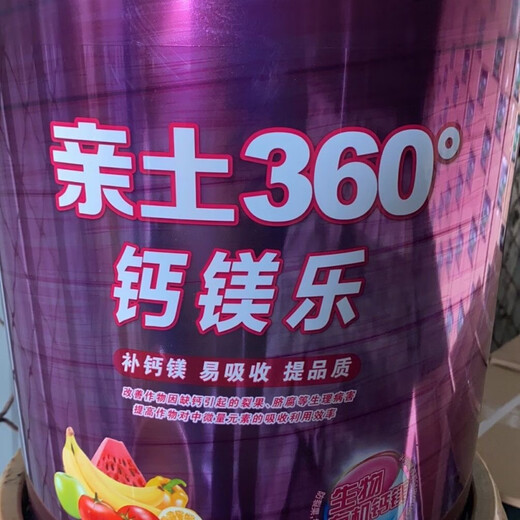 亲土360°
钙镁乐
补钙镁 易吸收 提品质
改善作物因缺钙引起的裂果、脐腐等生理病害
提高作物对中微量元素的吸收利用效率
生物